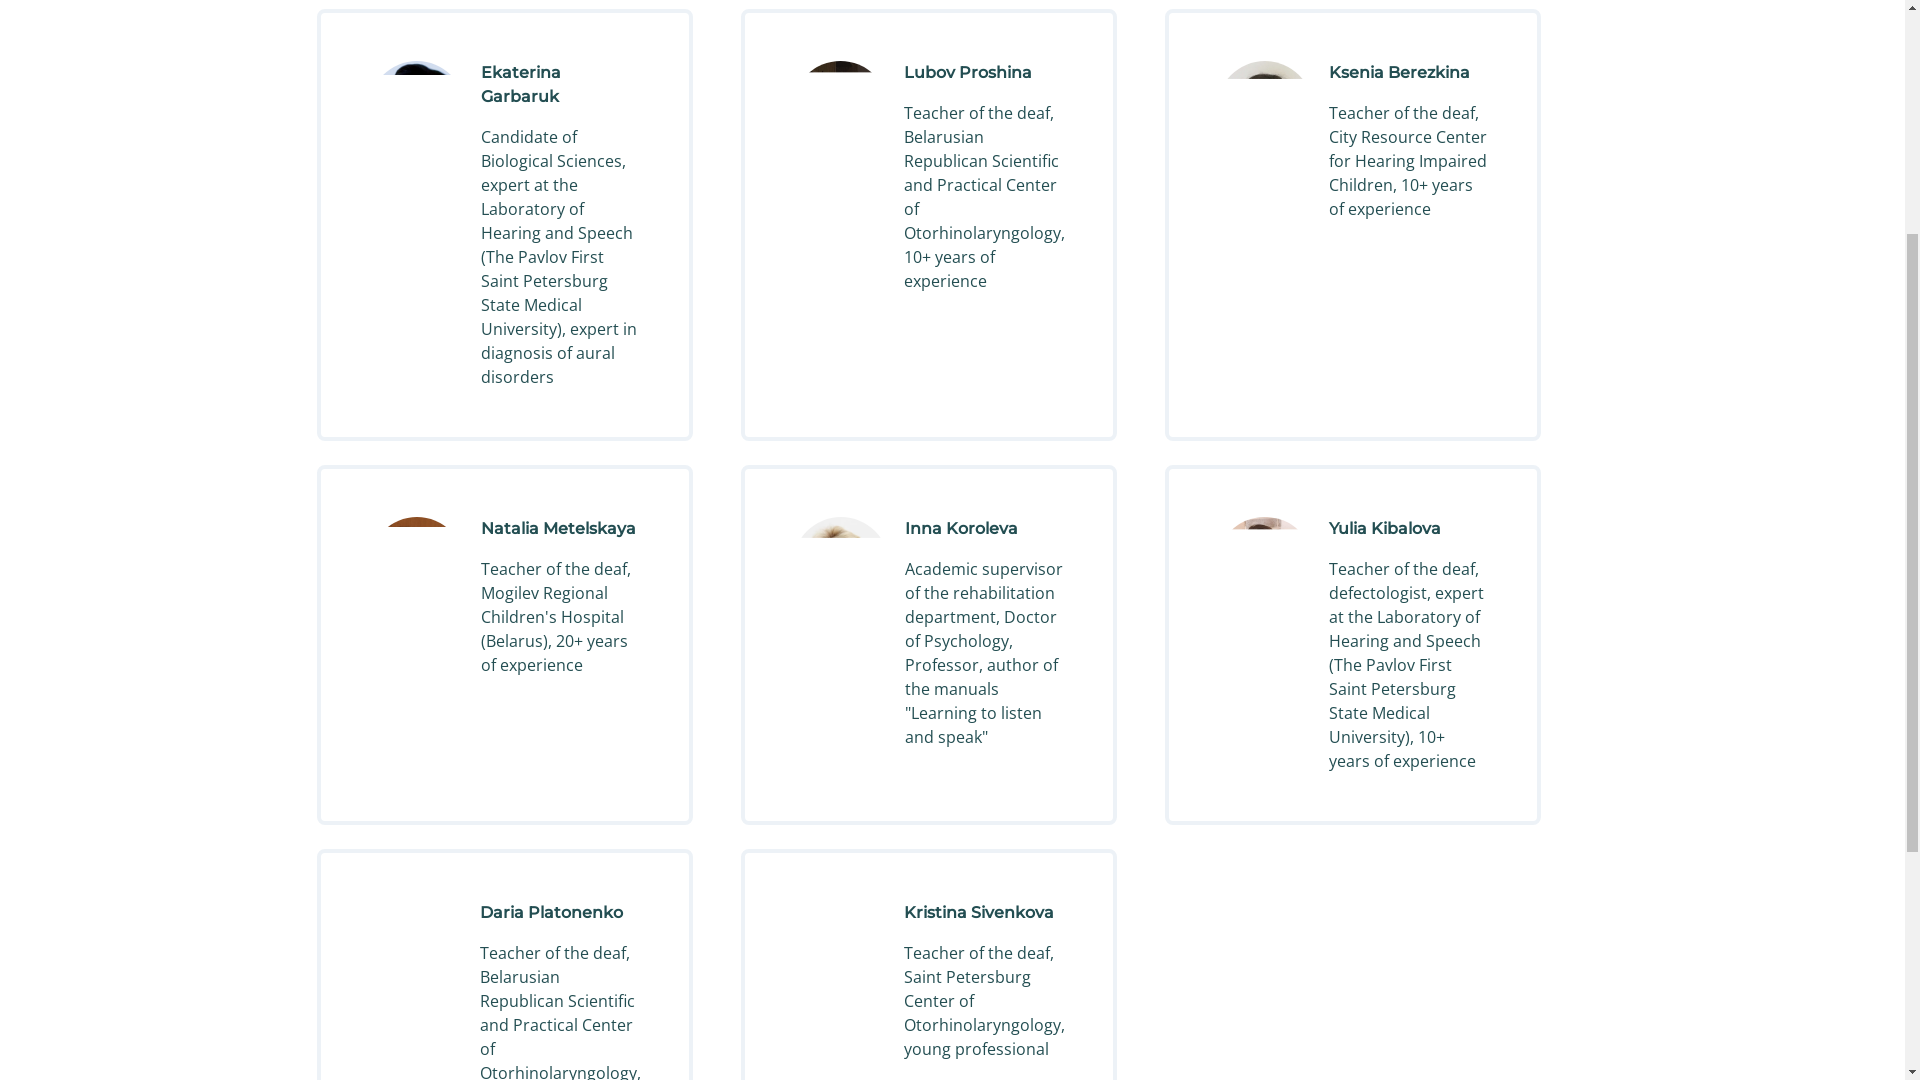 Ekaterina
Garbaruk
Candidate of
Biological Sciences,
expert at the
Laboratory of
Hearing and Speech
(The Pavlov First
Saint Petersburg
State Medical
University), expert in
diagnosis of aural
disorders
Lubov Proshina
Teacher of the deaf,
Belarusian
Republican Scientific
and Practical Center
of
Otorhinolaryngology,
10+ years of
experience
Ksenia Berezkina
Teacher of the deaf,
City Resource Center
for Hearing Impaired
Children, 10+ years
of experience
Natalia Metelskaya
Teacher of the deaf,
Mogilev Regional
Children's Hospital
(Belarus), 20+ years
of experience
Inna Koroleva
Academic supervisor
of the rehabilitation
department, Doctor
of Psychology,
Professor, author of
the manuals
"Learning to listen
and speak"
Yulia Kibalova
Teacher of the deaf,
defectologist, expert
at the Laboratory of
Hearing and Speech
(The Pavlov First
Saint Petersburg
State Medical
University), 10+
years of experience
Daria Platonenko
Teacher of the deaf,
Belarusian
Republican Scientific
and Practical Center
of
Otorhinolaryngology,
Kristina Sivenkova
Teacher of the deaf,
Saint Petersburg
Center of
Otorhinolaryngology,
young professional